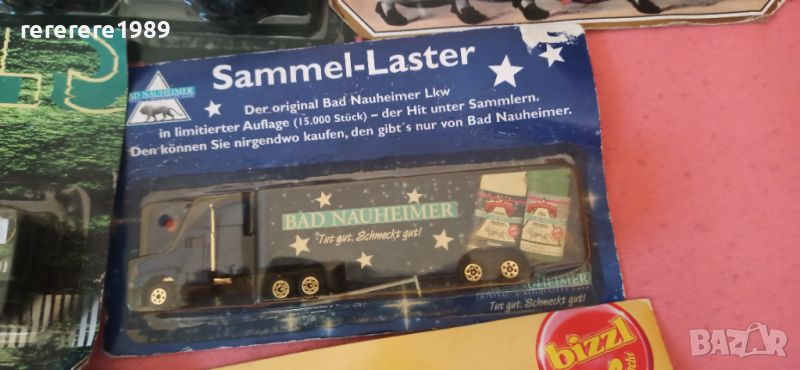 rererere1989
BAD NAUHEIMER
Sammel-Laster
Der original Bad Nauheimer Lkw
in limitierter Auflage (15.000 Stück) – der Hit unter Sammlern.
Den können Sie nirgendwo kaufen, den gibt's nur von Bad Nauheimer.
BAD NAUHEIMER
Tut gut. Schmeckt gut!
BAD NAUHEIMER
Tut gut. Schmeckt gut!
bizzl
BAZAR